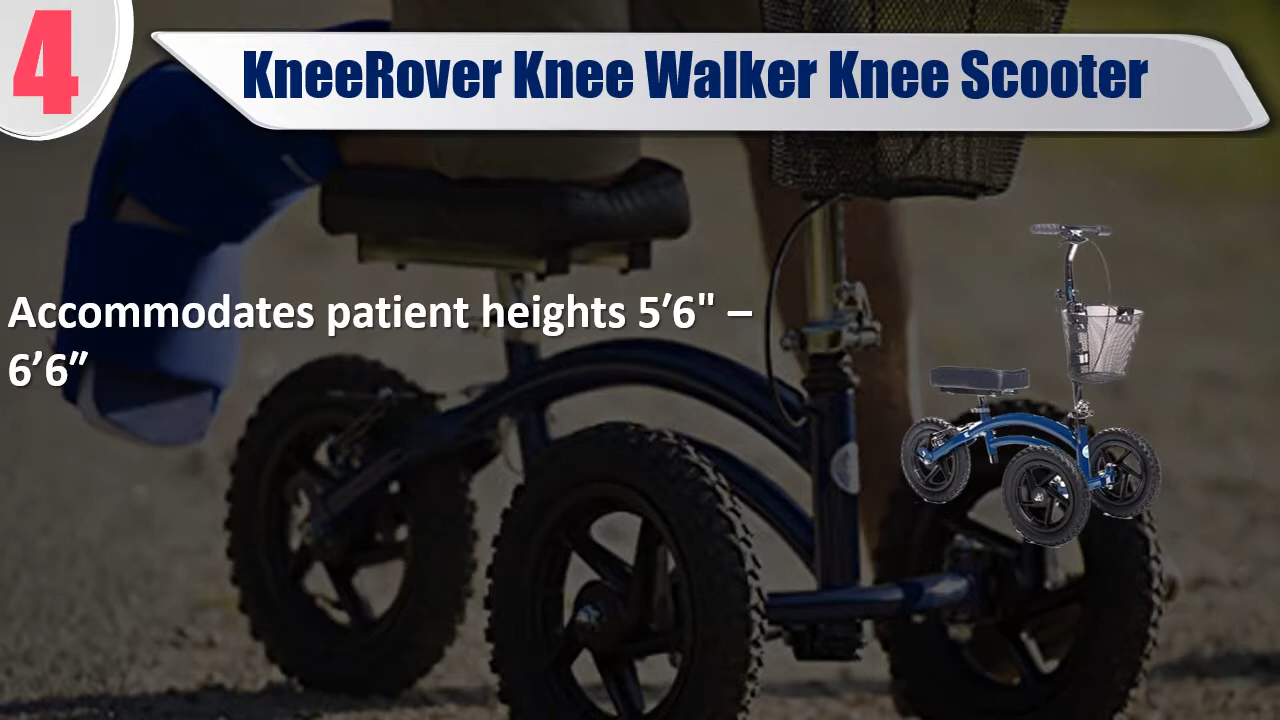 4
KneeRover Knee Walker Knee Scooter
Accommodates patient heights 5’6" –
6’6”